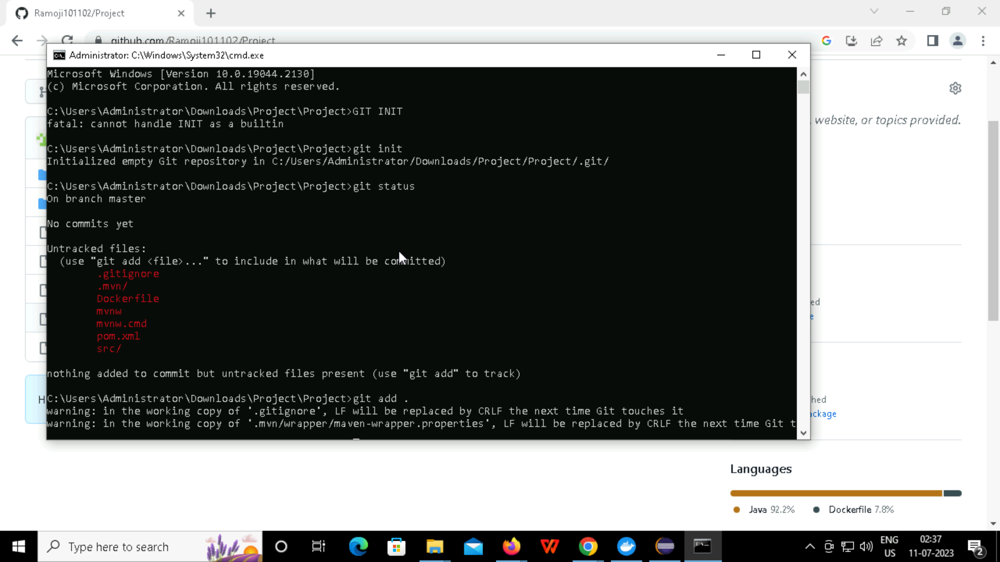 Ramoji101102/Project
github.com/Ramoji101102/Project
Administrator: C:\Windows\System32\cmd.exe
Microsoft Windows [Version 10.0.19044.2130]
(c) Microsoft Corporation. All rights reserved.
C:\Users\Administrator\Downloads\Project\Project>GIT INIT
fatal: cannot handle INIT as a builtin
C:\Users\Administrator\Downloads\Project\Project>git init
Initialized empty Git repository in C:/Users/Administrator/Downloads/Project/Project/.git/
C:\Users\Administrator\Downloads\Project\Project>git status
On branch master
No commits yet
Untracked files:
(use "git add <file>..." to include in what will be committed)
.gitignore
.mvn/
Dockerfile
mvnw
mvnw.cmd
pom.xml
src/
nothing added to commit but untracked files present (use "git add" to track)
C:\Users\Administrator\Downloads\Project\Project>git add .
warning: in the working copy of '.gitignore', LF will be replaced by CRLF the next time Git touches it
warning: in the working copy of '.mvn/wrapper/maven-wrapper.properties', LF will be replaced by CRLF the next time Git t
H
, website, or topics provided.
ed
e
hed
ackage
Languages
Java 92.2%
Dockerfile 7.8%
Type here to search
ENG
US
02:37
11-07-2023
2